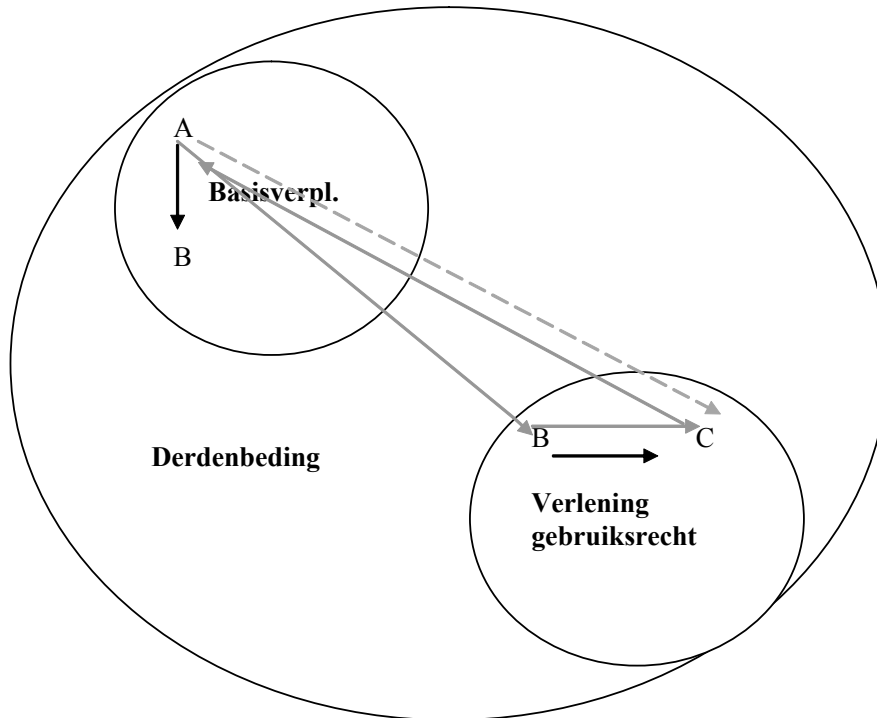 A
Basisverpl.
B
B
C
Derdenbeding
Verlening
gebruiksrecht